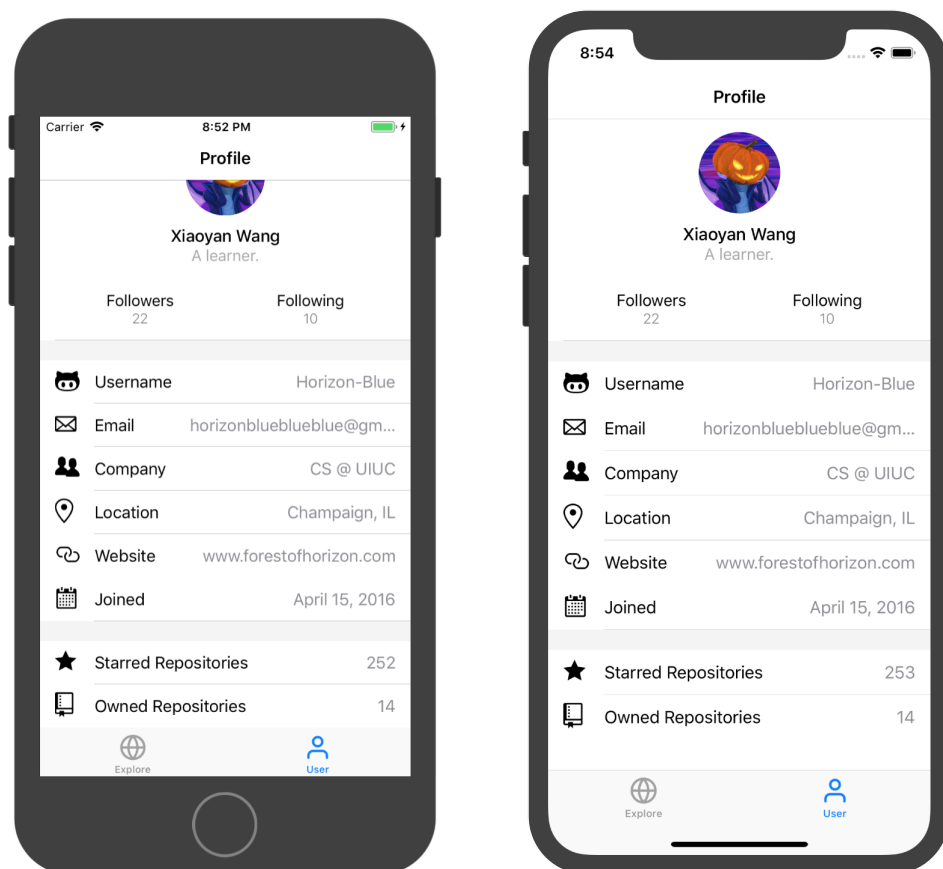 Carrier 8:52 PM
Profile
Xiaoyan Wang
A learner.
Followers Following
22 10
Username Horizon-Blue
Email horizonblueblueblue@gm...
Company CS @ UIUC
Location Champaign, IL
Website www.forestofhorizon.com
Joined April 15, 2016
Starred Repositories 252
Owned Repositories 14
Explore User
8:54
Profile
Xiaoyan Wang
A learner.
Followers Following
22 10
Username Horizon-Blue
Email horizonblueblueblue@gm...
Company CS @ UIUC
Location Champaign, IL
Website www.forestofhorizon.com
Joined April 15, 2016
Starred Repositories 253
Owned Repositories 14
Explore User